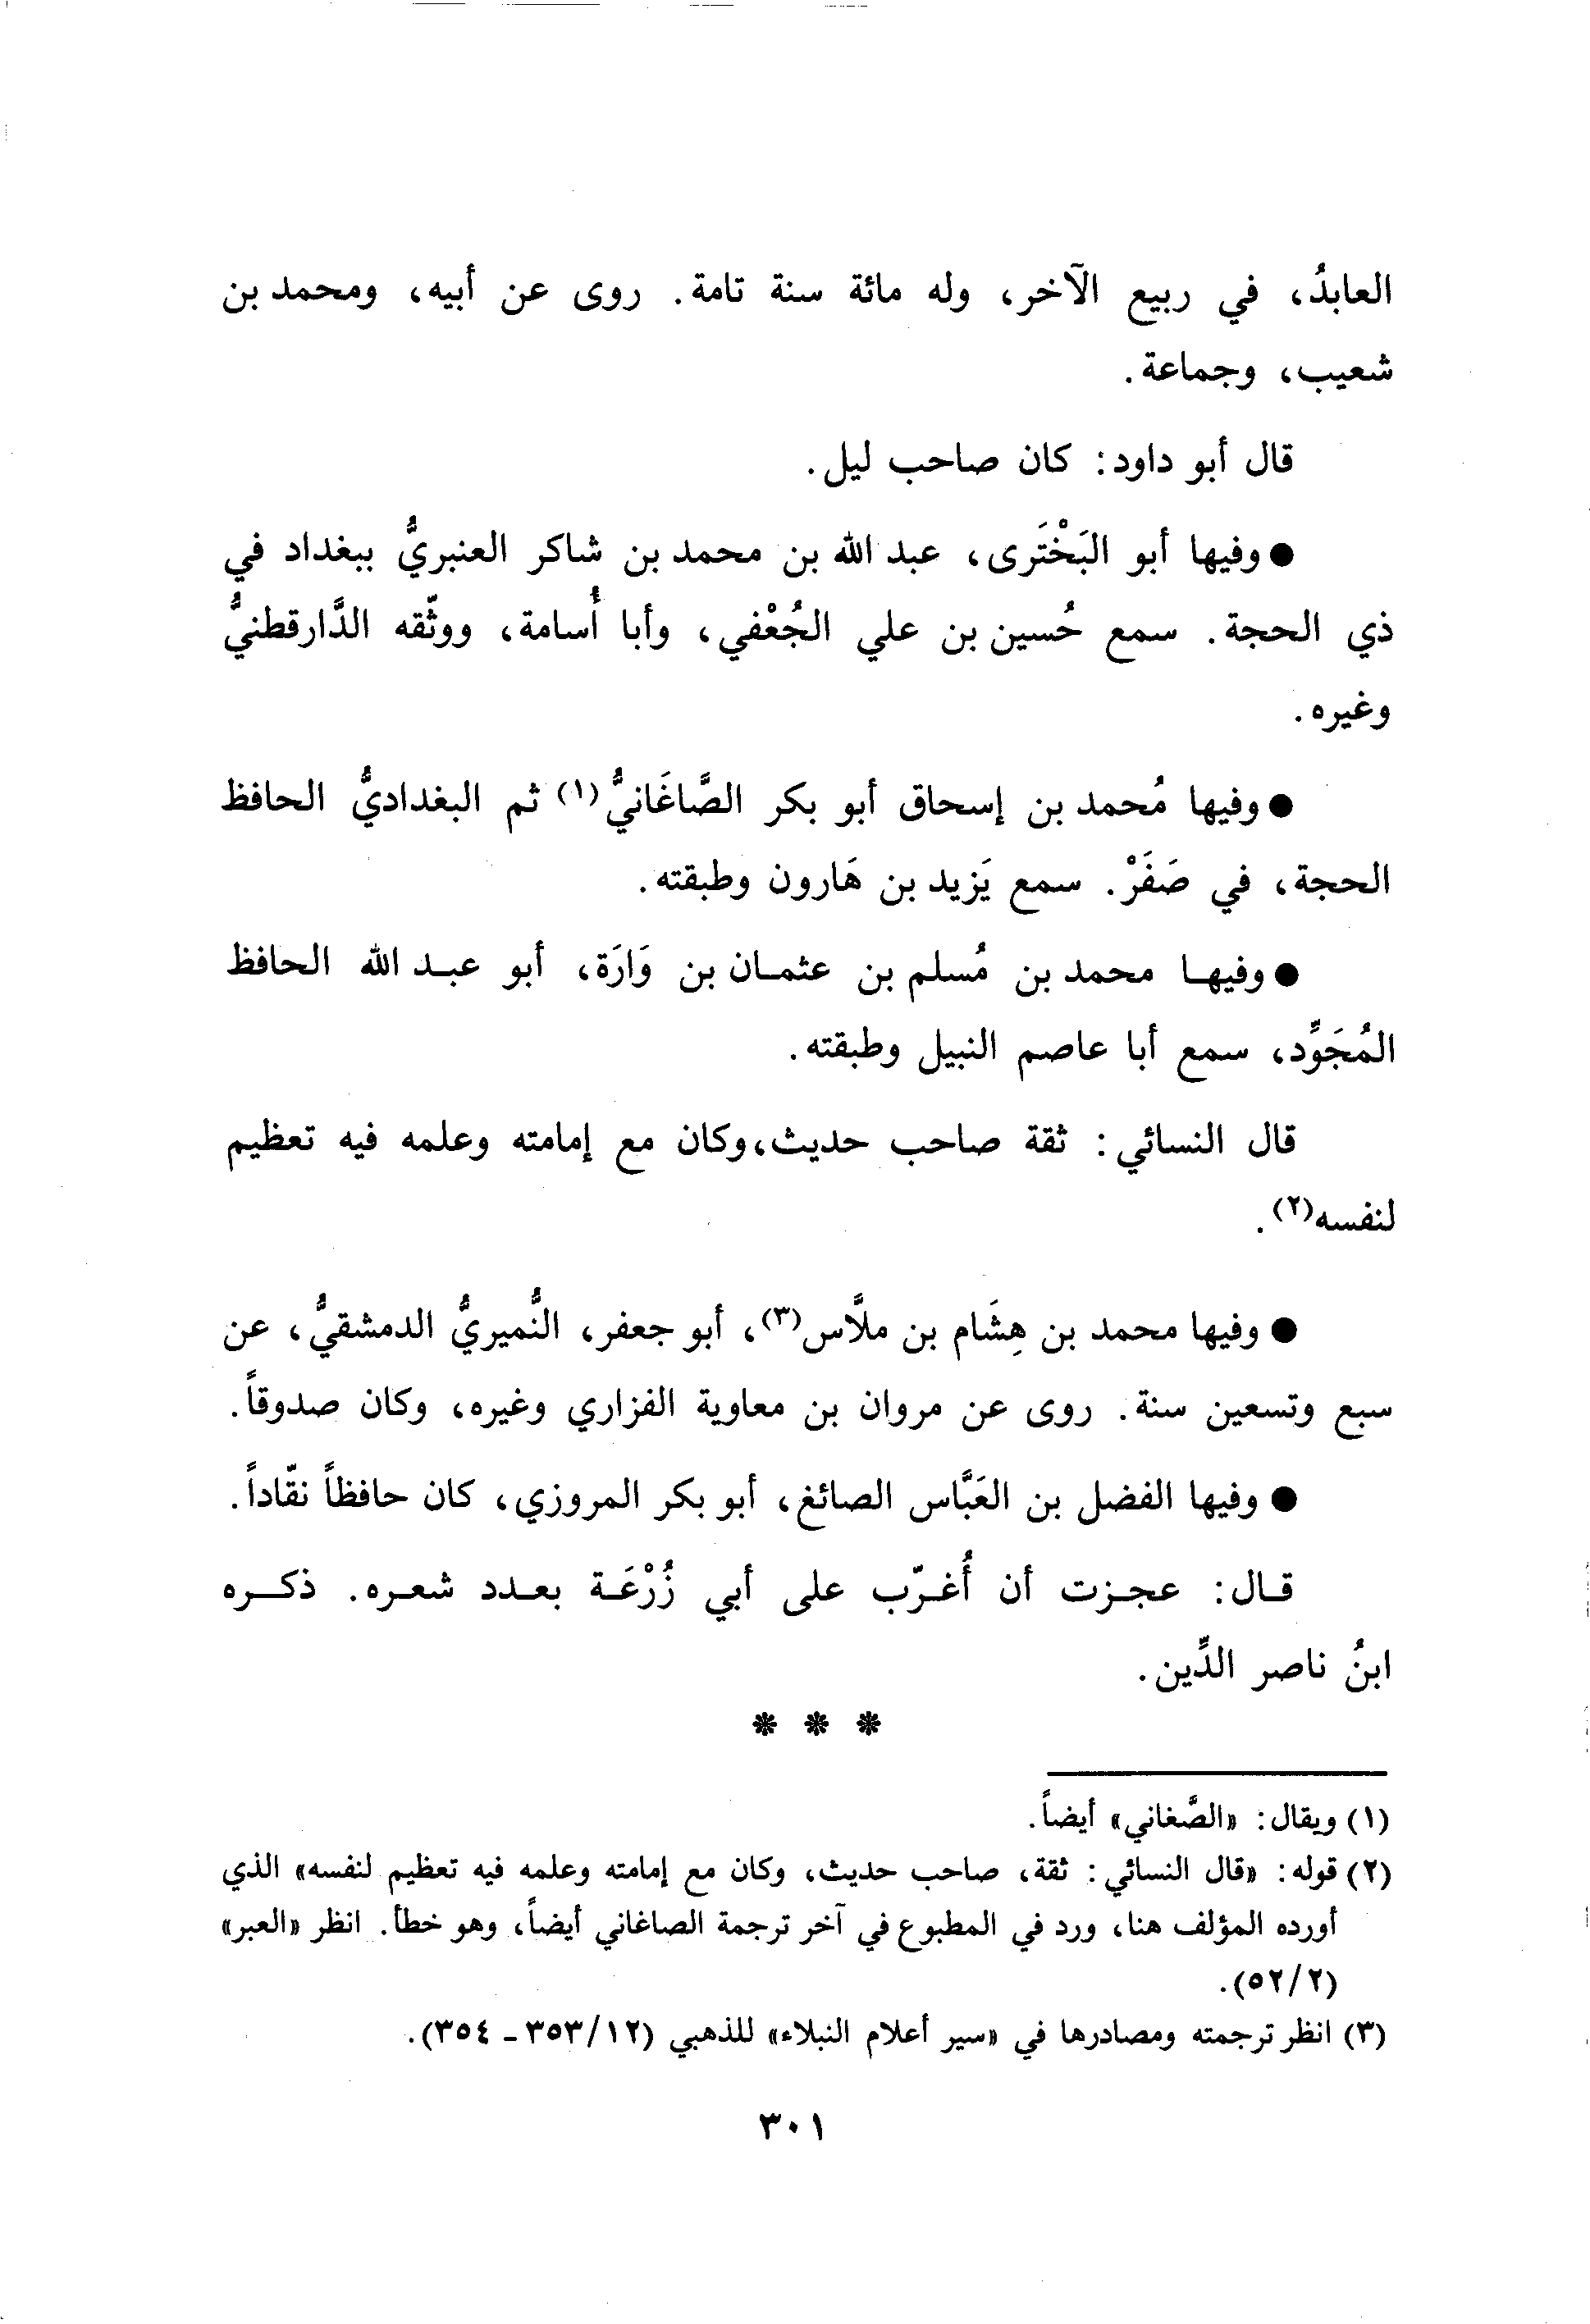 العابدُ، في ربيع الآخر، وله مائة سنة تامة. روى عن أبيه، ومحمد بن
شعيب، وجماعة.
قال أبو داود: كان صاحب ليل.
● وفيها أبو البَخْتَرى، عبد الله بن محمد بن شاكر العنبريُّ ببغداد في
ذي الحجة. سمع حُسين بن علي الجُعْفي، وأبا أُسامة، ووثّقه الدَّارقطنيُّ
وغيره.
● وفيها مُحمد بن إسحاق أبو بكر الصَّاغَانيُّ(١) ثم البغداديُّ الحافظ
الحجة، في صَفَرْ. سمع يَزيد بن هَارون وطبقته.
● وفيها محمد بن مُسلم بن عثمان بن وَارَة، أبو عبد الله الحافظ
المُجَوِّد، سمع أبا عاصم النبيل وطبقته.
قال النسائي: ثقة صاحب حديث،وكان مع إمامته وعلمه فيه تعظيم
لنفسه(٢).
● وفيها محمد بن هِشَام بن ملاَّس(٣)، أبو جعفر، النُّميريُّ الدمشقيُّ، عن
سبع وتسعين سنة. روى عن مروان بن معاوية الفزاري وغيره، وكان صدوقاً.
● وفيها الفضل بن العَبَّاس الصائغ، أبو بكر المروزي، كان حافظاً نقّاداً.
قال: عجزت أن أُغرّب على أبي زُرْعَة بعدد شعره. ذكره
ابنُ ناصر الدِّين.
* * *
(١) ويقال: «الصَّغاني» أيضاً.
(٢) قوله: «قال النسائي: ثقة، صاحب حديث، وكان مع إمامته وعلمه فيه تعظيم لنفسه» الذي
أورده المؤلف هنا، ورد في المطبوع في آخر ترجمة الصاغاني أيضاً، وهو خطأ. انظر «العبر»
(٥٢/٢).
(٣) انظر ترجمته ومصادرها في «سير أعلام النبلاء» للذهبي (٣٥٣/١٢ - ٣٥٤).
٣٠١